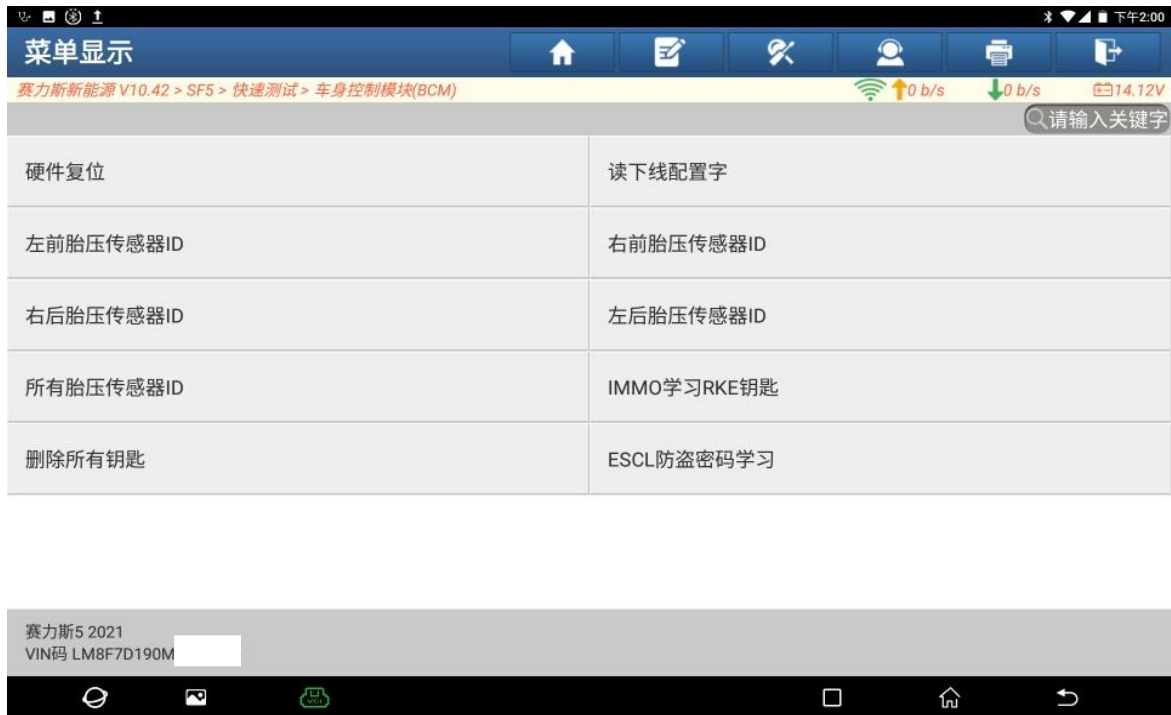 下午2:00
菜单显示
赛力斯新能源 V10.42 > SF5 > 快速测试 > 车身控制模块(BCM)
0 b/s
0 b/s
14.12V
请输入关键字
硬件复位
读下线配置字
左前胎压传感器ID
右前胎压传感器ID
右后胎压传感器ID
左后胎压传感器ID
所有胎压传感器ID
IMMO学习RKE钥匙
删除所有钥匙
ESCL防盗密码学习
赛力斯5 2021
VIN码 LM8F7D190M
VCI